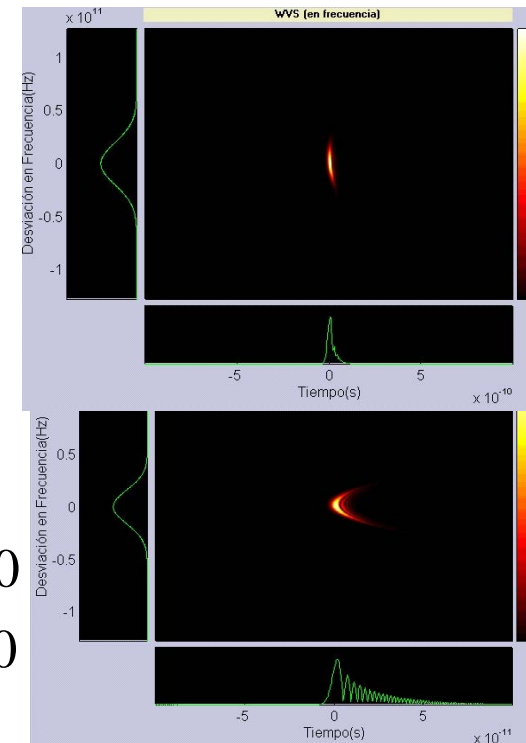 WVS (en frecuencia)
x 10^11
Desviación en Frecuencia(Hz)
1
0.5
0
-0.5
-1
-5 0 5
Tiempo(s)
x 10^-10
Desviación en Frecuencia(Hz)
0.5
0
-0.5
-1
0
0
-5 0 5
Tiempo(s)
x 10^-11